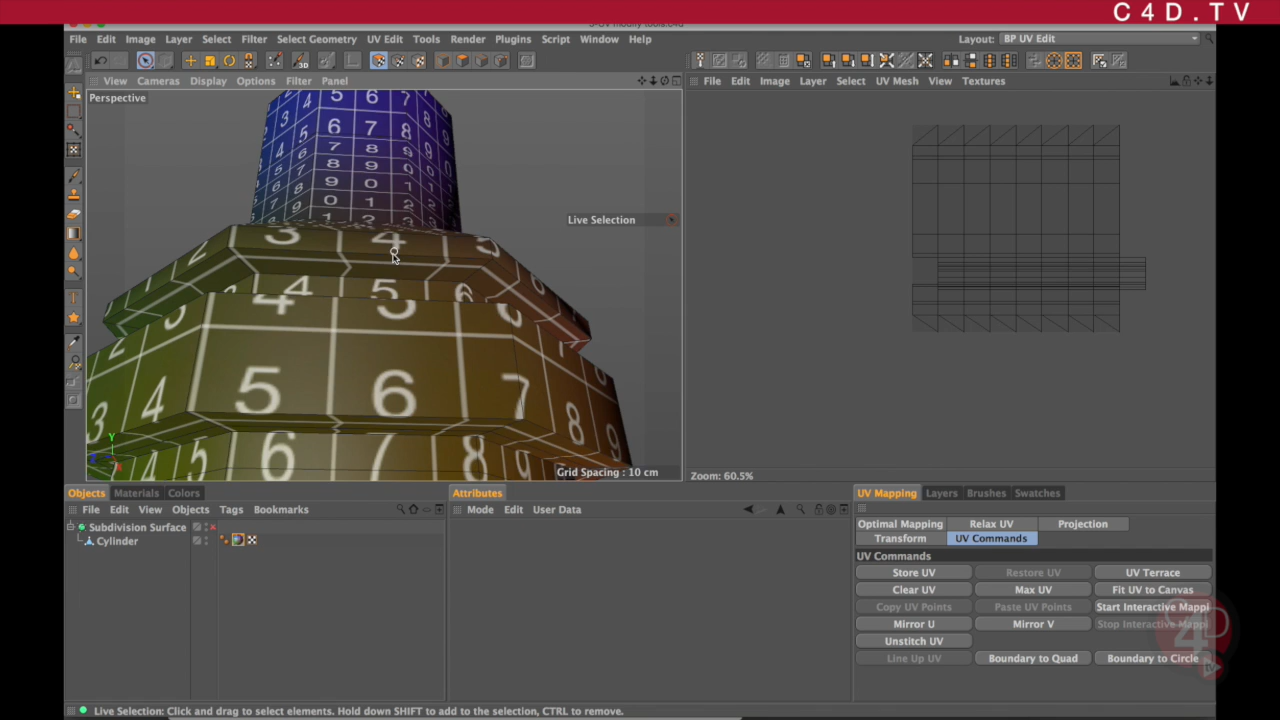 C4D.TV
File Edit Image Layer Select Filter Select Geometry UV Edit Tools Render Plugins Script Window Help Layout: BP UV Edit
View Cameras Display Options Filter Panel
File Edit Image Layer Select UV Mesh View Textures
Perspective
Live Selection
Grid Spacing : 10 cm
Zoom: 60.5%
Objects Materials Colors
Attributes
UV Mapping Layers Brushes Swatches
File Edit View Objects Tags Bookmarks
Mode Edit User Data
Optimal Mapping Relax UV Projection
Transform UV Commands
Subdivision Surface
Cylinder
UV Commands
Store UV Restore UV UV Terrace
Clear UV Max UV Fit UV to Canvas
Copy UV Points Paste UV Points Start Interactive Mappi
Mirror U Mirror V Stop Interactive Mappi
Unstitch UV
Line Up UV Boundary to Quad Boundary to Circle
Live Selection: Click and drag to select elements. Hold down SHIFT to add to the selection, CTRL to remove.